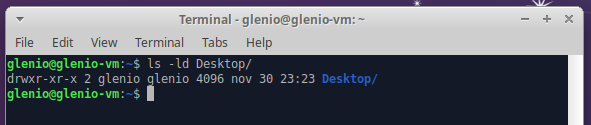 Terminal - glenio@glenio-vm: ~
File Edit View Terminal Tabs Help
glenio@glenio-vm:~$ ls -ld Desktop/
drwxr-xr-x 2 glenio glenio 4096 nov 30 23:23 Desktop/
glenio@glenio-vm:~$